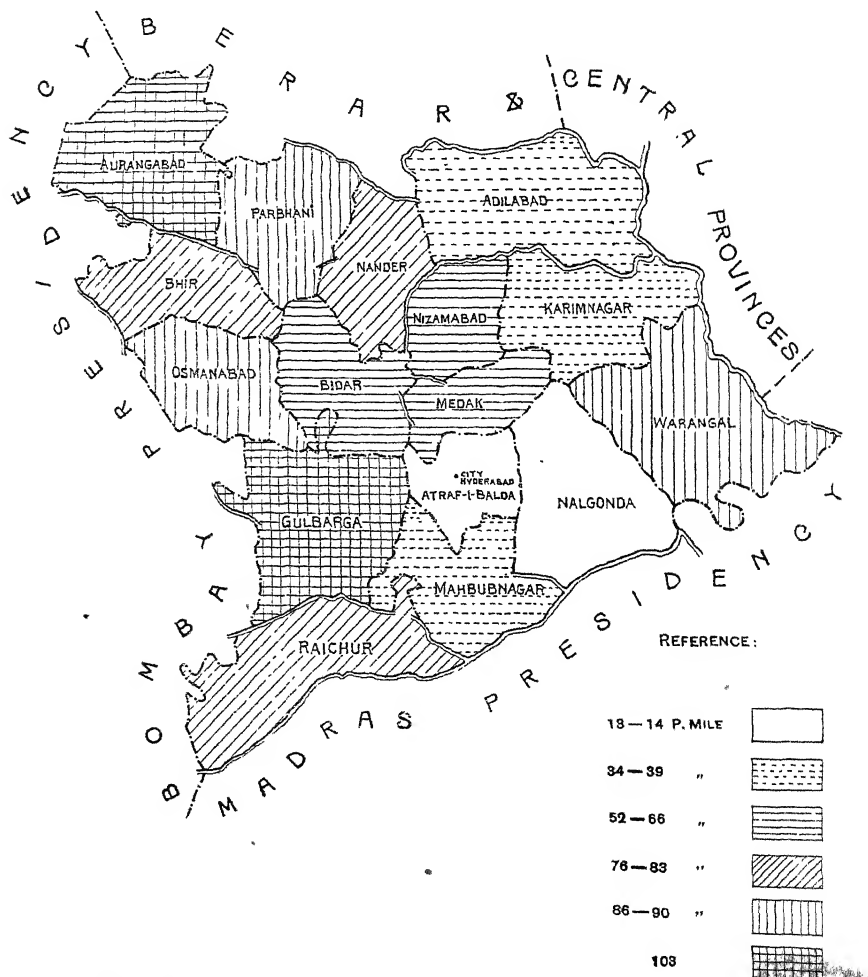 BERAR & CENTRAL PROVINCES
BOMBAY PRESIDENCY
AURANGABAD
PARBHANI
ADILABAD
NANDER
BHIR
NIZAMABAD
KARIMNAGAR
OSMANABAD
BIDAR
MEDAK
WARANGAL
CITY
HYDERABAD
ATRAF-I-BALDA
NALGONDA
GULBARGA
MAHBUBNAGAR
RAICHUR
MADRAS PRESIDENCY
REFERENCE:
13—14 P. MILE
34—39 "
52—66 "
76—83 "
86—90 "
103